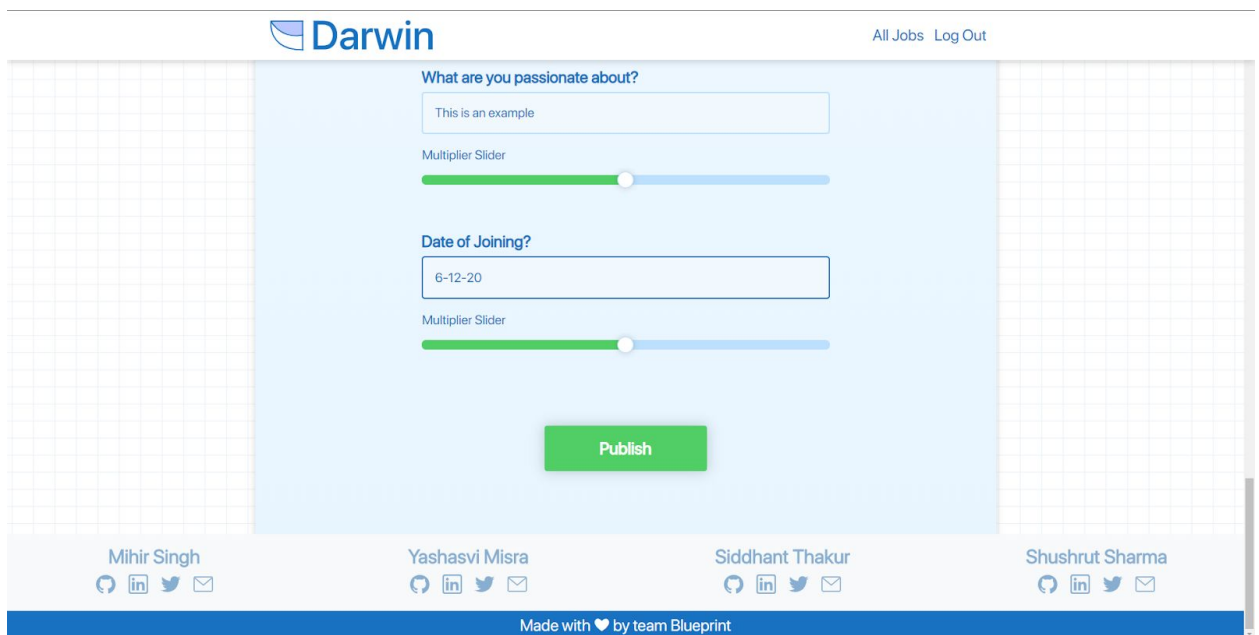 Darwin
All Jobs Log Out
What are you passionate about?
This is an example
Multiplier Slider
Date of Joining?
6-12-20
Multiplier Slider
Publish
Mihir Singh Yashasvi Misra Siddhant Thakur Shushrut Sharma
in in in in
Made with by team Blueprint